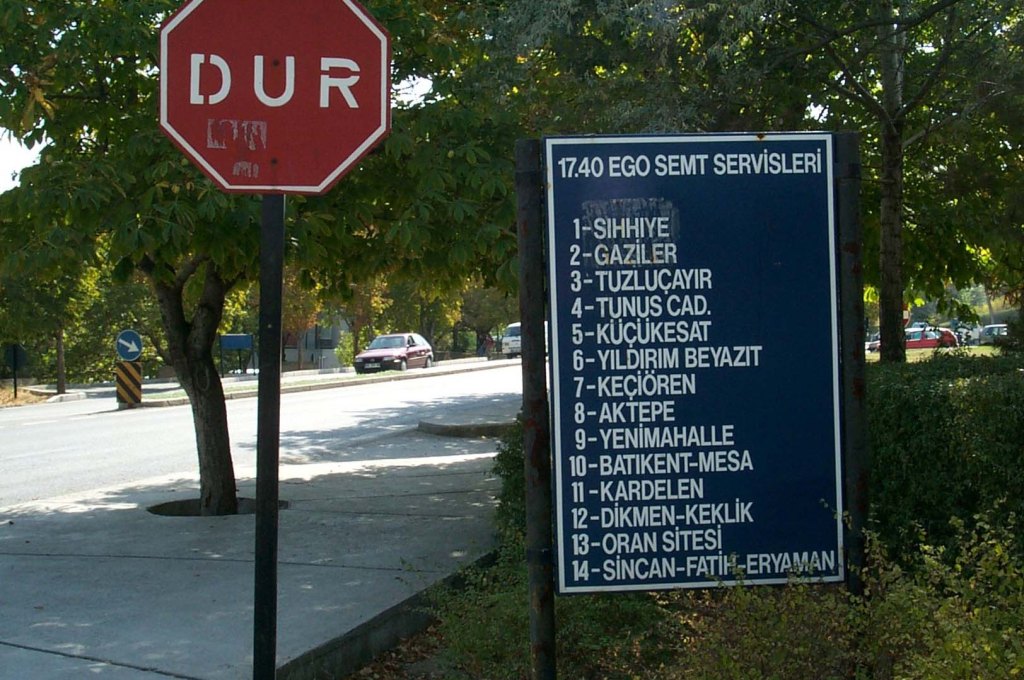 DUR
17.40 EGO SEMT SERVİSLERİ
1-SIHHIYE
2-GAZİLER
3-TUZLUÇAYIR
4-TUNUS CAD.
5-KÜÇÜKESAT
6-YILDIRIM BEYAZIT
7-KEÇİÖREN
8-AKTEPE
9-YENİMAHALLE
10-BATIKENT-MESA
11-KARDELEN
12-DİKMEN-KEKLİK
13-ORAN SİTESİ
14-SİNCAN-FATİH-ERYAMAN